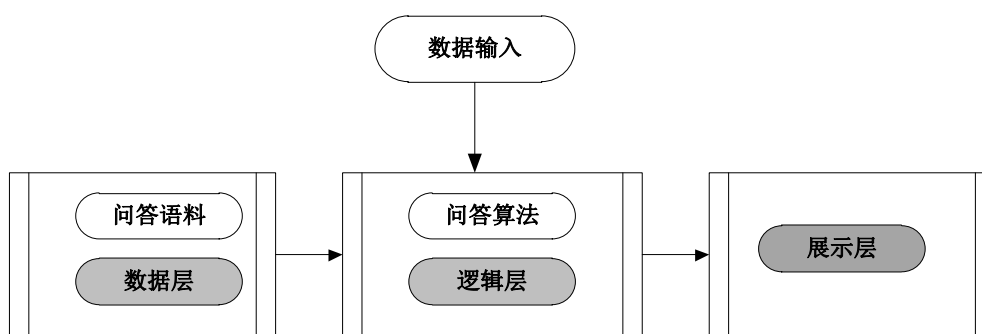 数据输入
问答语料
数据层
问答算法
逻辑层
展示层